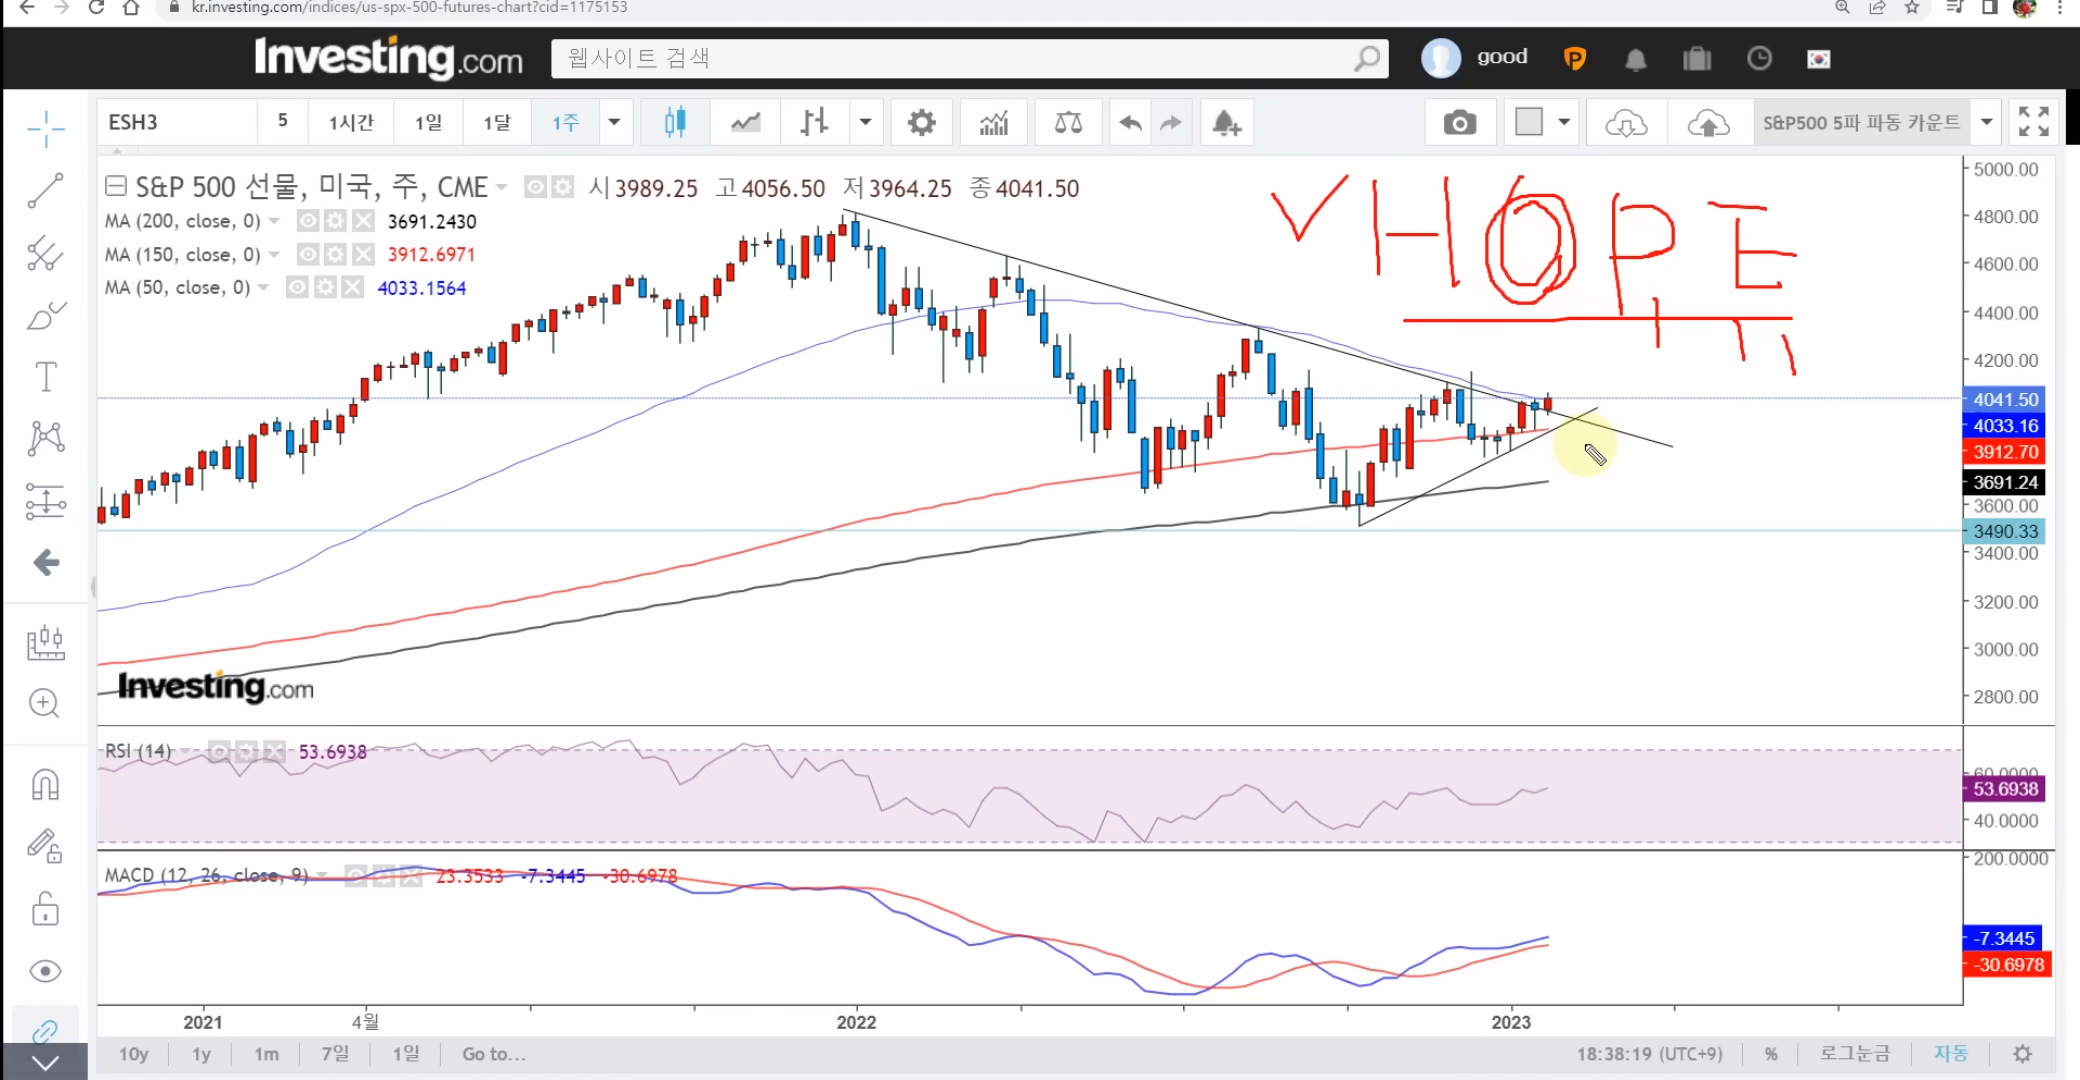 kr.investing.com/indices/us-spx-500-futures-chart?cid=1175153
Investing.com
웹사이트 검색
good
P
ESH3
5
1시간
1일
1달
1주
S&P500 5파 파동 카운트
S&P 500 선물, 미국, 주, CME
시 3989.25 고 4056.50 저 3964.25 종 4041.50
MA (200, close, 0) 3691.2430
MA (150, close, 0) 3912.6971
MA (50, close, 0) 4033.1564
HOPE
5000.00
4800.00
4600.00
4400.00
4200.00
4041.50
4033.16
3912.70
3691.24
3600.00
3490.33
3400.00
3200.00
3000.00
2800.00
Investing.com
RSI (14) 53.6938
60.0000
53.6938
40.0000
MACD (12, 26, close, 9) 23.3533 -7.3445 -30.6978
200.0000
-7.3445
-30.6978
2021
4월
2022
2023
10y
1y
1m
7일
1일
Go to...
18:38:19 (UTC+9)
%
로그눈금
자동